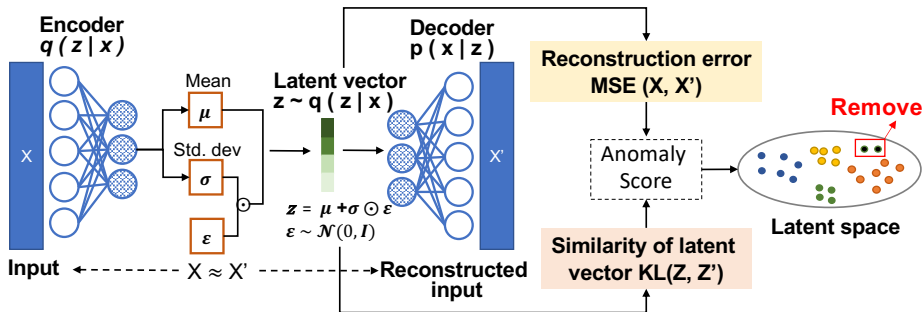 Encoder
q ( z | x )
X
Mean
μ
Std. dev
σ
ε
Latent vector
z ~ q ( z | x )
z = μ +σ ⊙ ε
ε ~ N(0, I)
Decoder
p ( x | z )
X’
Input
X ≈ X’
Reconstructed
input
Reconstruction error
MSE (X, X’)
Anomaly
Score
Similarity of latent
vector KL(Z, Z’)
Remove
Latent space